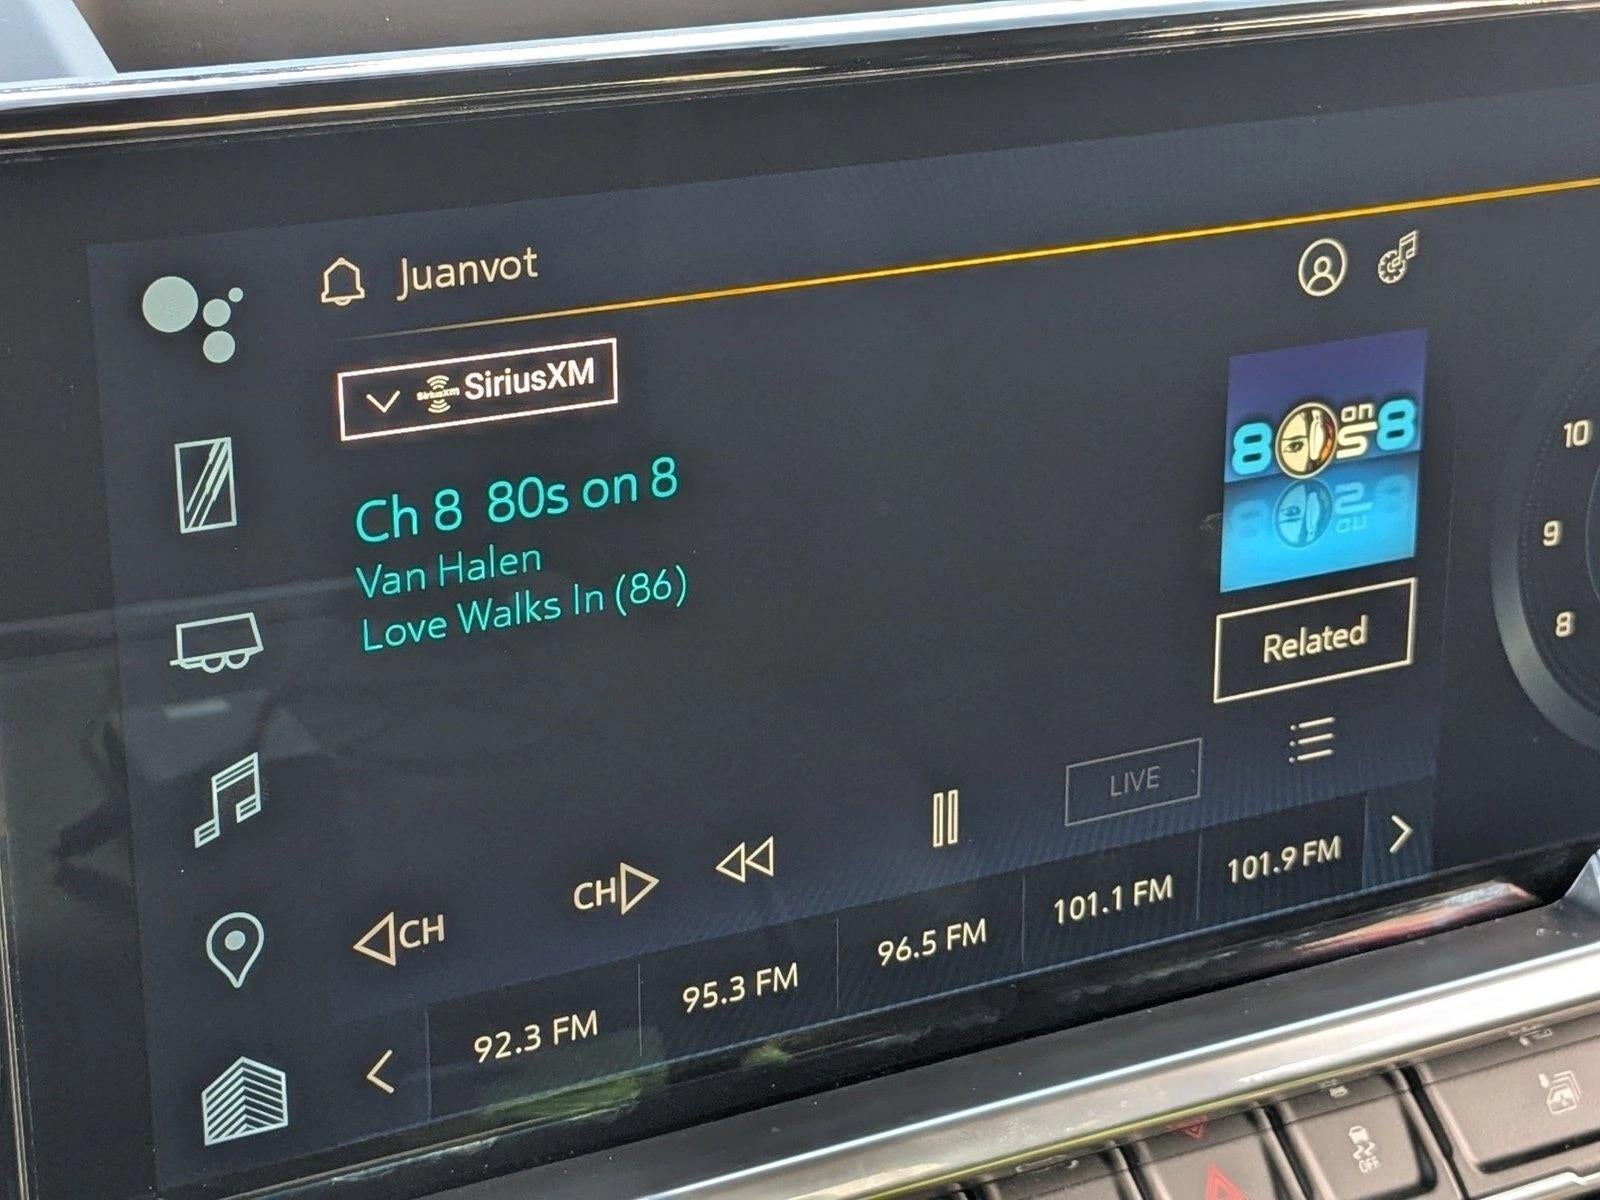 Juanvot
Siriusxm SiriusXM
Ch 8 80s on 8
Van Halen
Love Walks In (86)
80s on 8
Related
LIVE
◁CH
CH▷
92.3 FM
95.3 FM
96.5 FM
101.1 FM
101.9 FM
10
9
8
OFF